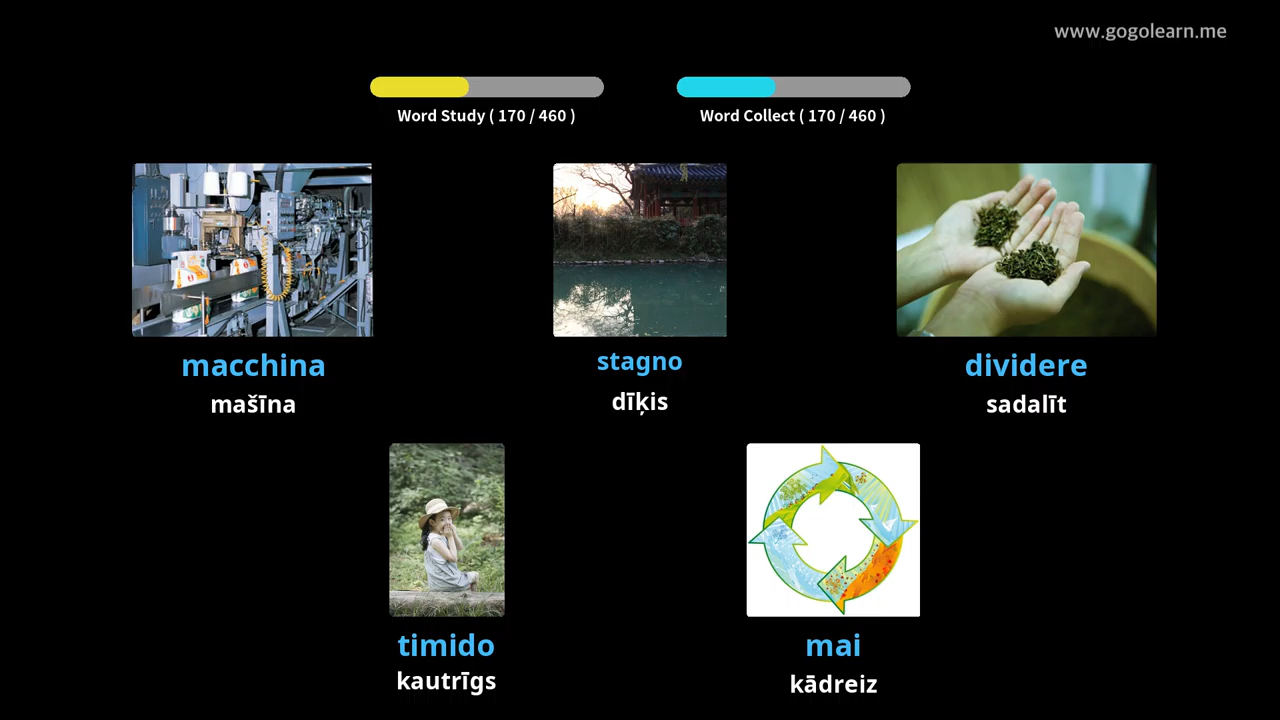 www.gogolearn.me
Word Study ( 170 / 460 )
Word Collect ( 170 / 460 )
macchina
stagno
dividere
mašīna
dīķis
sadalīt
timido
mai
kautrīgs
kādreiz